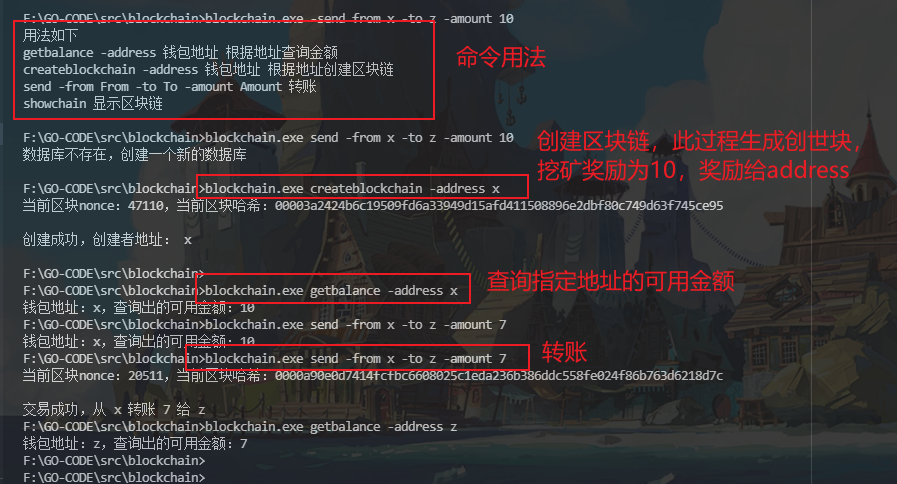 F:\GO-CODE\src\blockchain>blockchain.exe -send from x -to z -amount 10
用法如下
getbalance -address 钱包地址 根据地址查询金额
createblockchain -address 钱包地址 根据地址创建区块链
send -from From -to To -amount Amount 转账
showchain 显示区块链
命令用法
F:\GO-CODE\src\blockchain>blockchain.exe send -from x -to z -amount 10
数据库不存在，创建一个新的数据库
创建区块链，此过程生成创世块，
挖矿奖励为10，奖励给address
F:\GO-CODE\src\blockchain>blockchain.exe createblockchain -address x
当前区块nonce：47110，当前区块哈希：00003a2424b6c19509fd6a33949d15afd411508896e2dbf80c749d63f745ce95
创建成功，创建者地址： x
F:\GO-CODE\src\blockchain>
F:\GO-CODE\src\blockchain>blockchain.exe getbalance -address x
查询指定地址的可用金额
钱包地址：x，查询出的可用金额：10
F:\GO-CODE\src\blockchain>blockchain.exe send -from x -to z -amount 7
钱包地址：x，查询出的可用金额：10
F:\GO-CODE\src\blockchain>blockchain.exe send -from x -to z -amount 7
转账
当前区块nonce：20511，当前区块哈希：0000a90e0d7414fcfbc6608025c1eda236b386ddc558fe024f86b763d6218d7c
交易成功，从 x 转账 7 给 z
F:\GO-CODE\src\blockchain>blockchain.exe getbalance -address z
钱包地址：z，查询出的可用金额：7
F:\GO-CODE\src\blockchain>
F:\GO-CODE\src\blockchain>